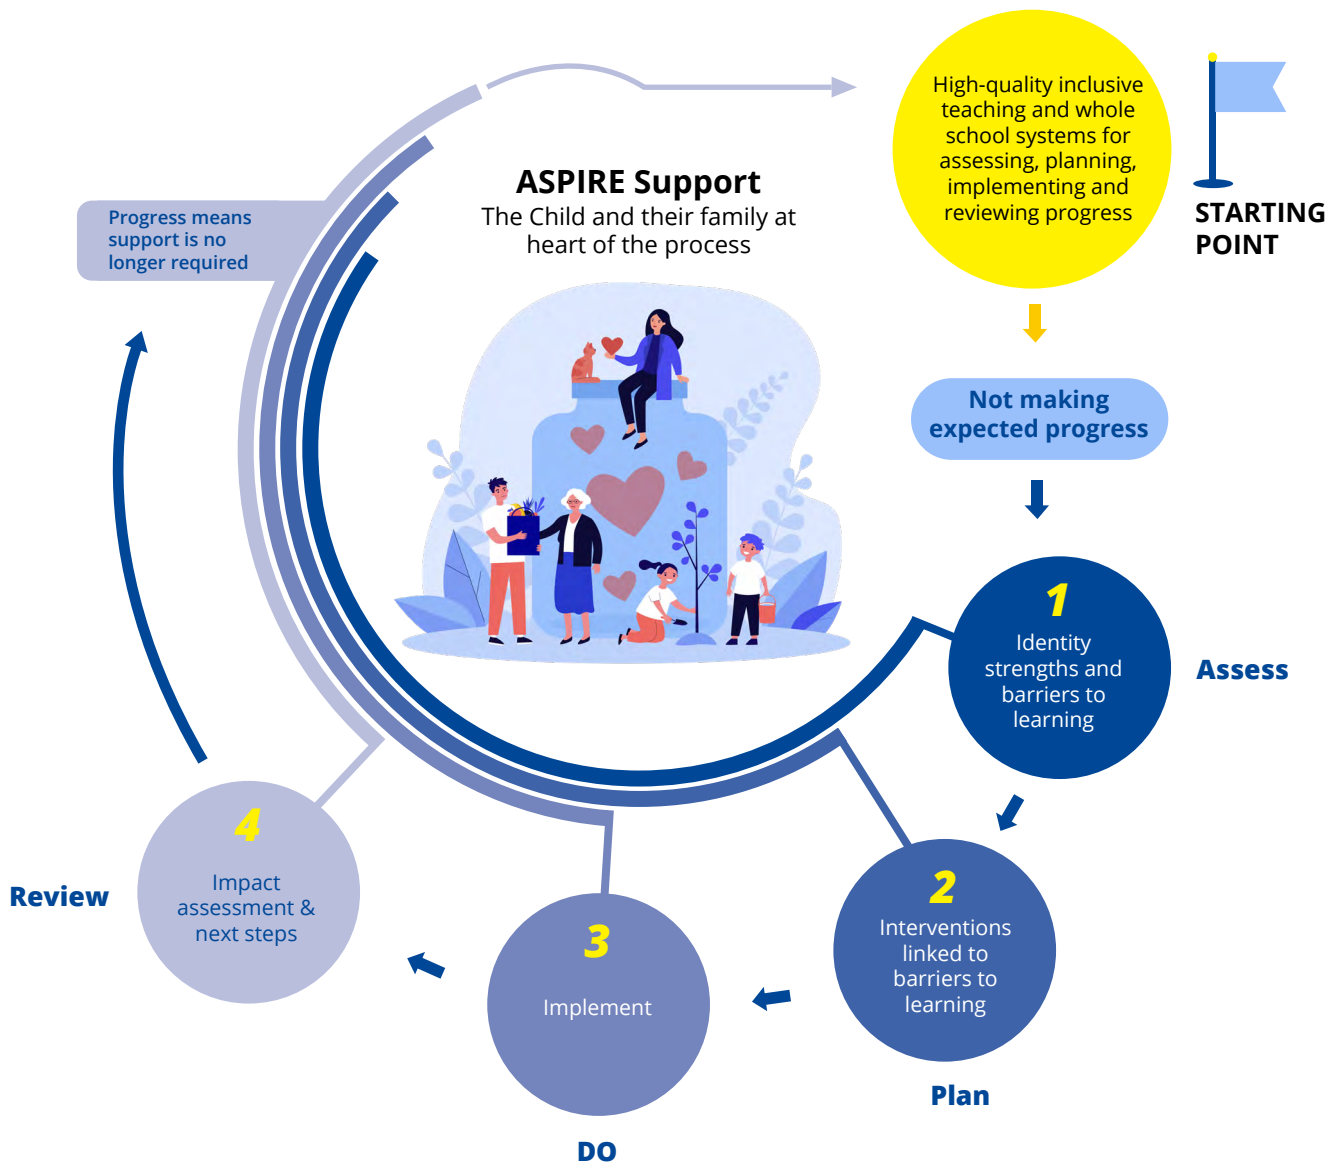 ASPIRE Support
The Child and their family at
heart of the process
High-quality inclusive
teaching and whole
school systems for
assessing, planning,
implementing and
reviewing progress
STARTING
POINT
Not making
expected progress
1
Identity
strengths and
barriers to
learning
Assess
2
Interventions
linked to
barriers to
learning
Plan
3
Implement
DO
4
Impact
assessment &
next steps
Review
Progress means
support is no
longer required